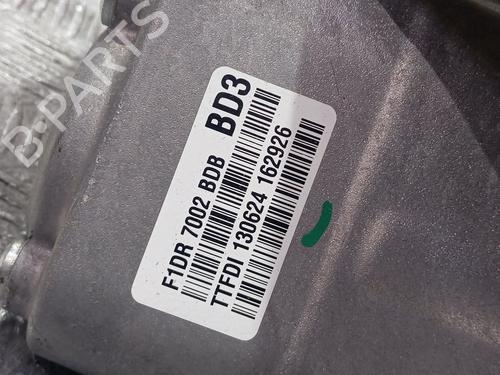 B-PARTS
BD3
F1DR 7002 BDB
TTFDI 130624 162926